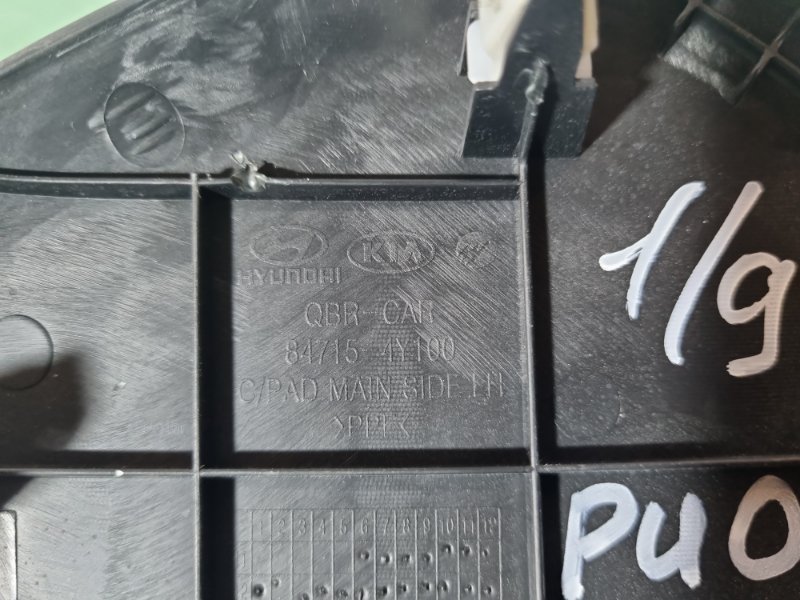 HYUNDAI KIA
QBR-CAR
84715-4Y100
C/PAD MAIN SIDE LH
>PP<
1/9
РИО
1 2 3 4 5 6 7 8 9 10 11 12